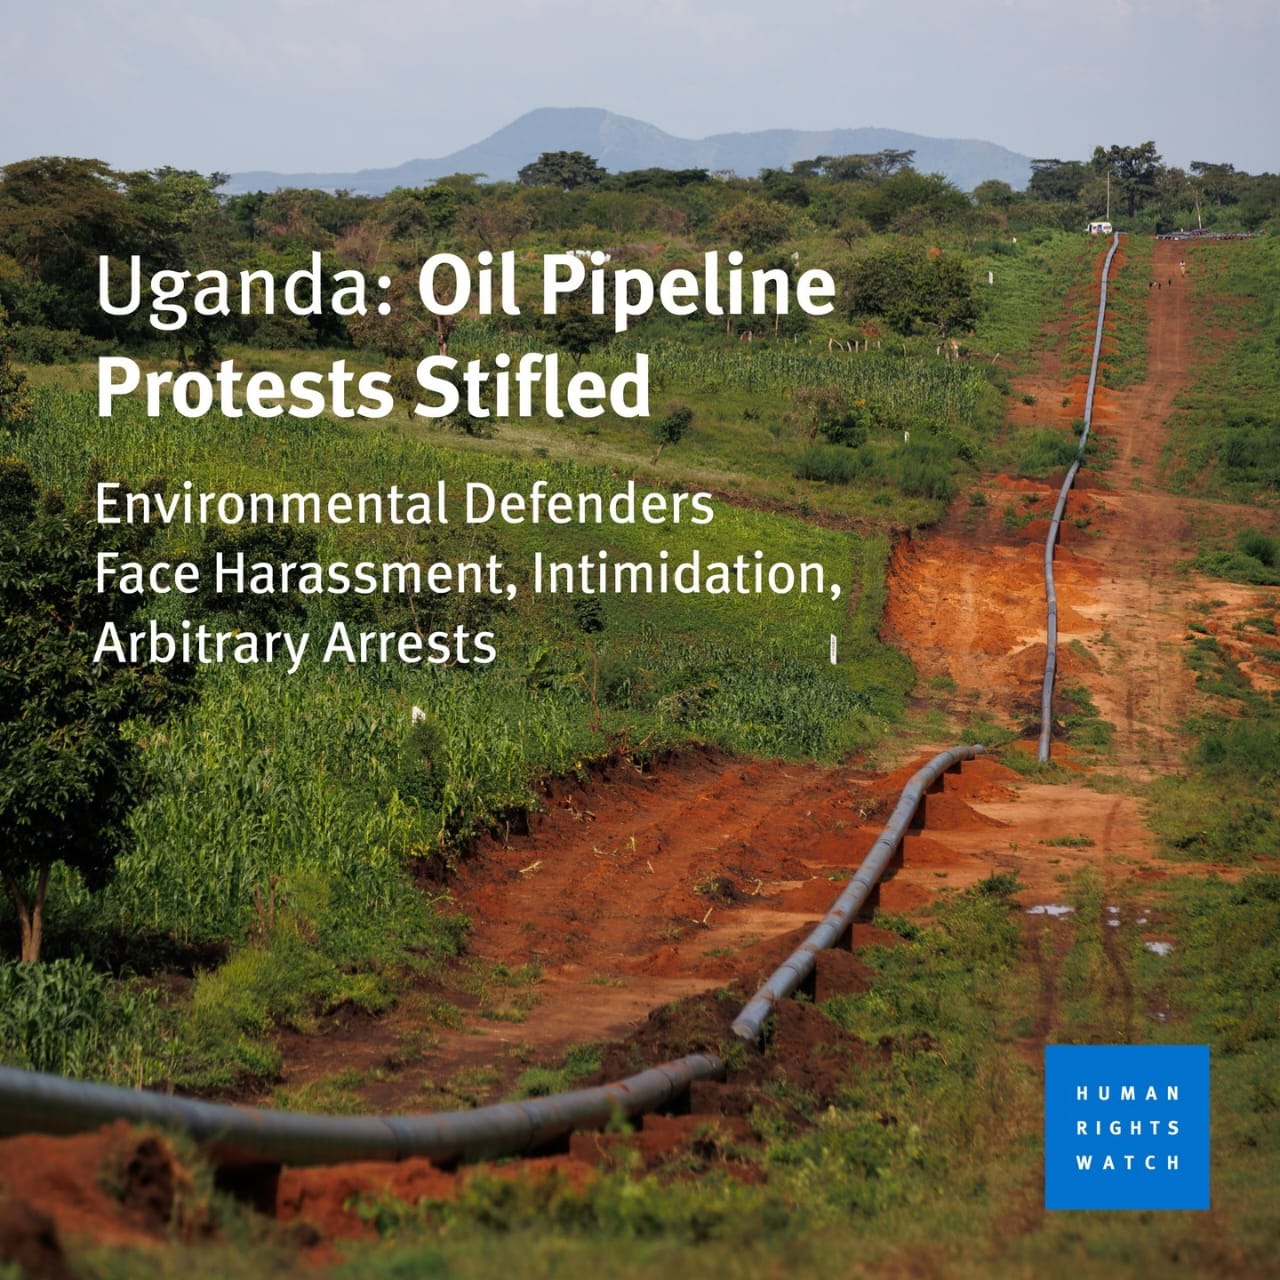 Uganda: Oil Pipeline
Protests Stifled
Environmental Defenders
Face Harassment, Intimidation,
Arbitrary Arrests
HUMAN
RIGHTS
WATCH